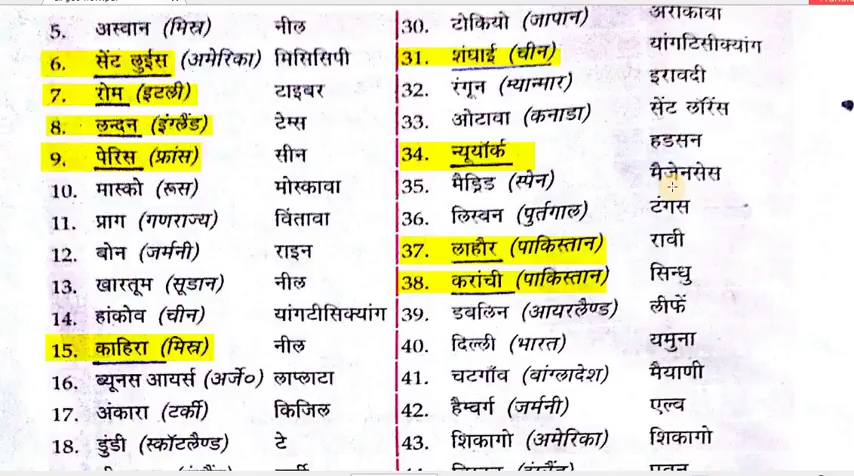 5. अस्वान (मिस्र) नील
6. सेंट लुईस (अमेरिका) मिसिसिपी
7. रोम (इटली) टाइबर
8. लन्दन (इंग्लैंड) टेम्स
9. पेरिस (फ्रांस) सीन
10. मास्को (रूस) मोस्कावा
11. प्राग (गणराज्य) विंतावा
12. बोन (जर्मनी) राइन
13. खारतूम (सूडान) नील
14. हांकोव (चीन) यांगटीसिक्यांग
15. काहिरा (मिस्र) नील
16. ब्यूनस आयर्स (अर्जे०) लाप्लाटा
17. अंकारा (टर्की) किजिल
18. डुंडी (स्कॉटलैण्ड) टे
30. टोकियो (जापान) अराकावा
31. शंघाई (चीन) यांगटिसीक्यांग
32. रंगून (म्यान्मार) इरावदी
33. ओटावा (कनाडा) सेंट लॉरेंस
34. न्यूयॉर्क हडसन
35. मैड्रिड (स्पेन) मैजेनसेस
36. लिस्बन (पुर्तगाल) टंगस
37. लाहौर (पाकिस्तान) रावी
38. करांची (पाकिस्तान) सिन्धु
39. डबलिन (आयरलैण्ड) लीफें
40. दिल्ली (भारत) यमुना
41. चटगाँव (बांग्लादेश) मैयाणी
42. हैम्बर्ग (जर्मनी) एल्व
43. शिकागो (अमेरिका) शिकागो